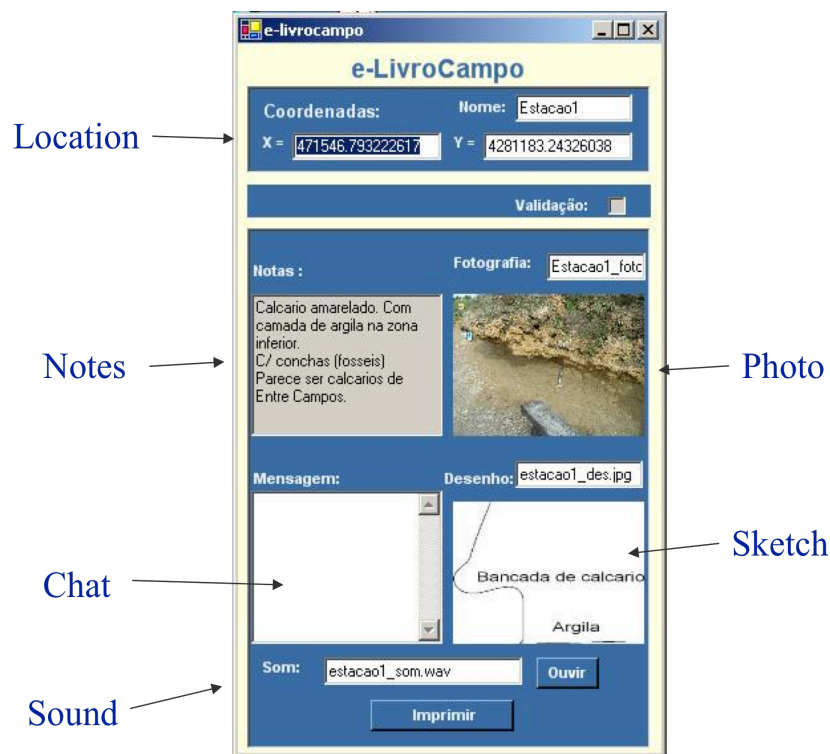 e-livrocampo
e-LivroCampo
Location
Coordenadas:
Nome: Estacao1
X = 471546.793222617
Y = 4281183.24326038
Validação:
Notes
Notas :
Calcario amarelado. Com
camada de argila na zona
inferior.
C/ conchas (fosseis)
Parece ser calcarios de
Entre Campos.
Fotografia: Estacao1_foto
Photo
Chat
Mensagem:
Desenho: estacao1_des.jpg
Bancada de calcario
Argila
Sketch
Sound
Som: estacao1_som.wav
Ouvir
Imprimir